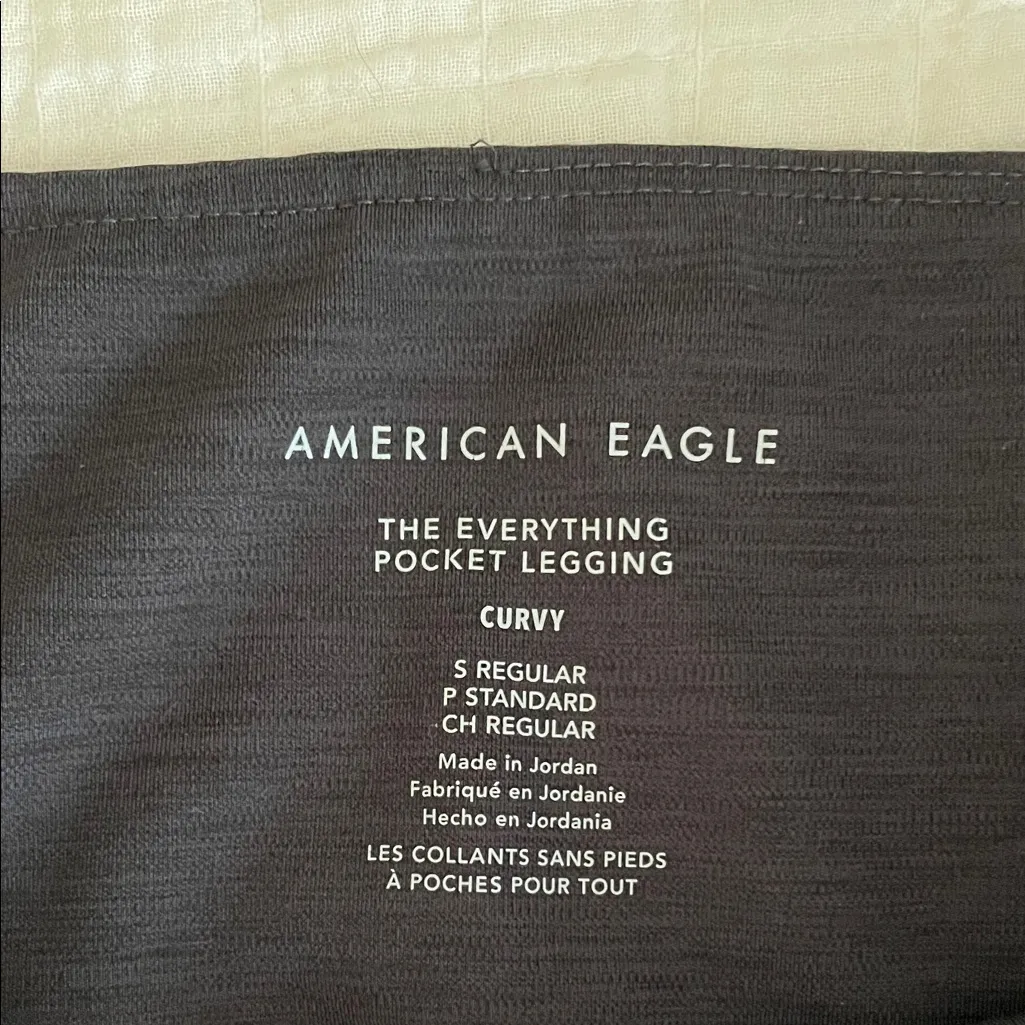 AMERICAN EAGLE
THE EVERYTHING
POCKET LEGGING
CURVY
S REGULAR
P STANDARD
CH REGULAR
Made in Jordan
Fabriqué en Jordanie
Hecho en Jordania
LES COLLANTS SANS PIEDS
À POCHES POUR TOUT